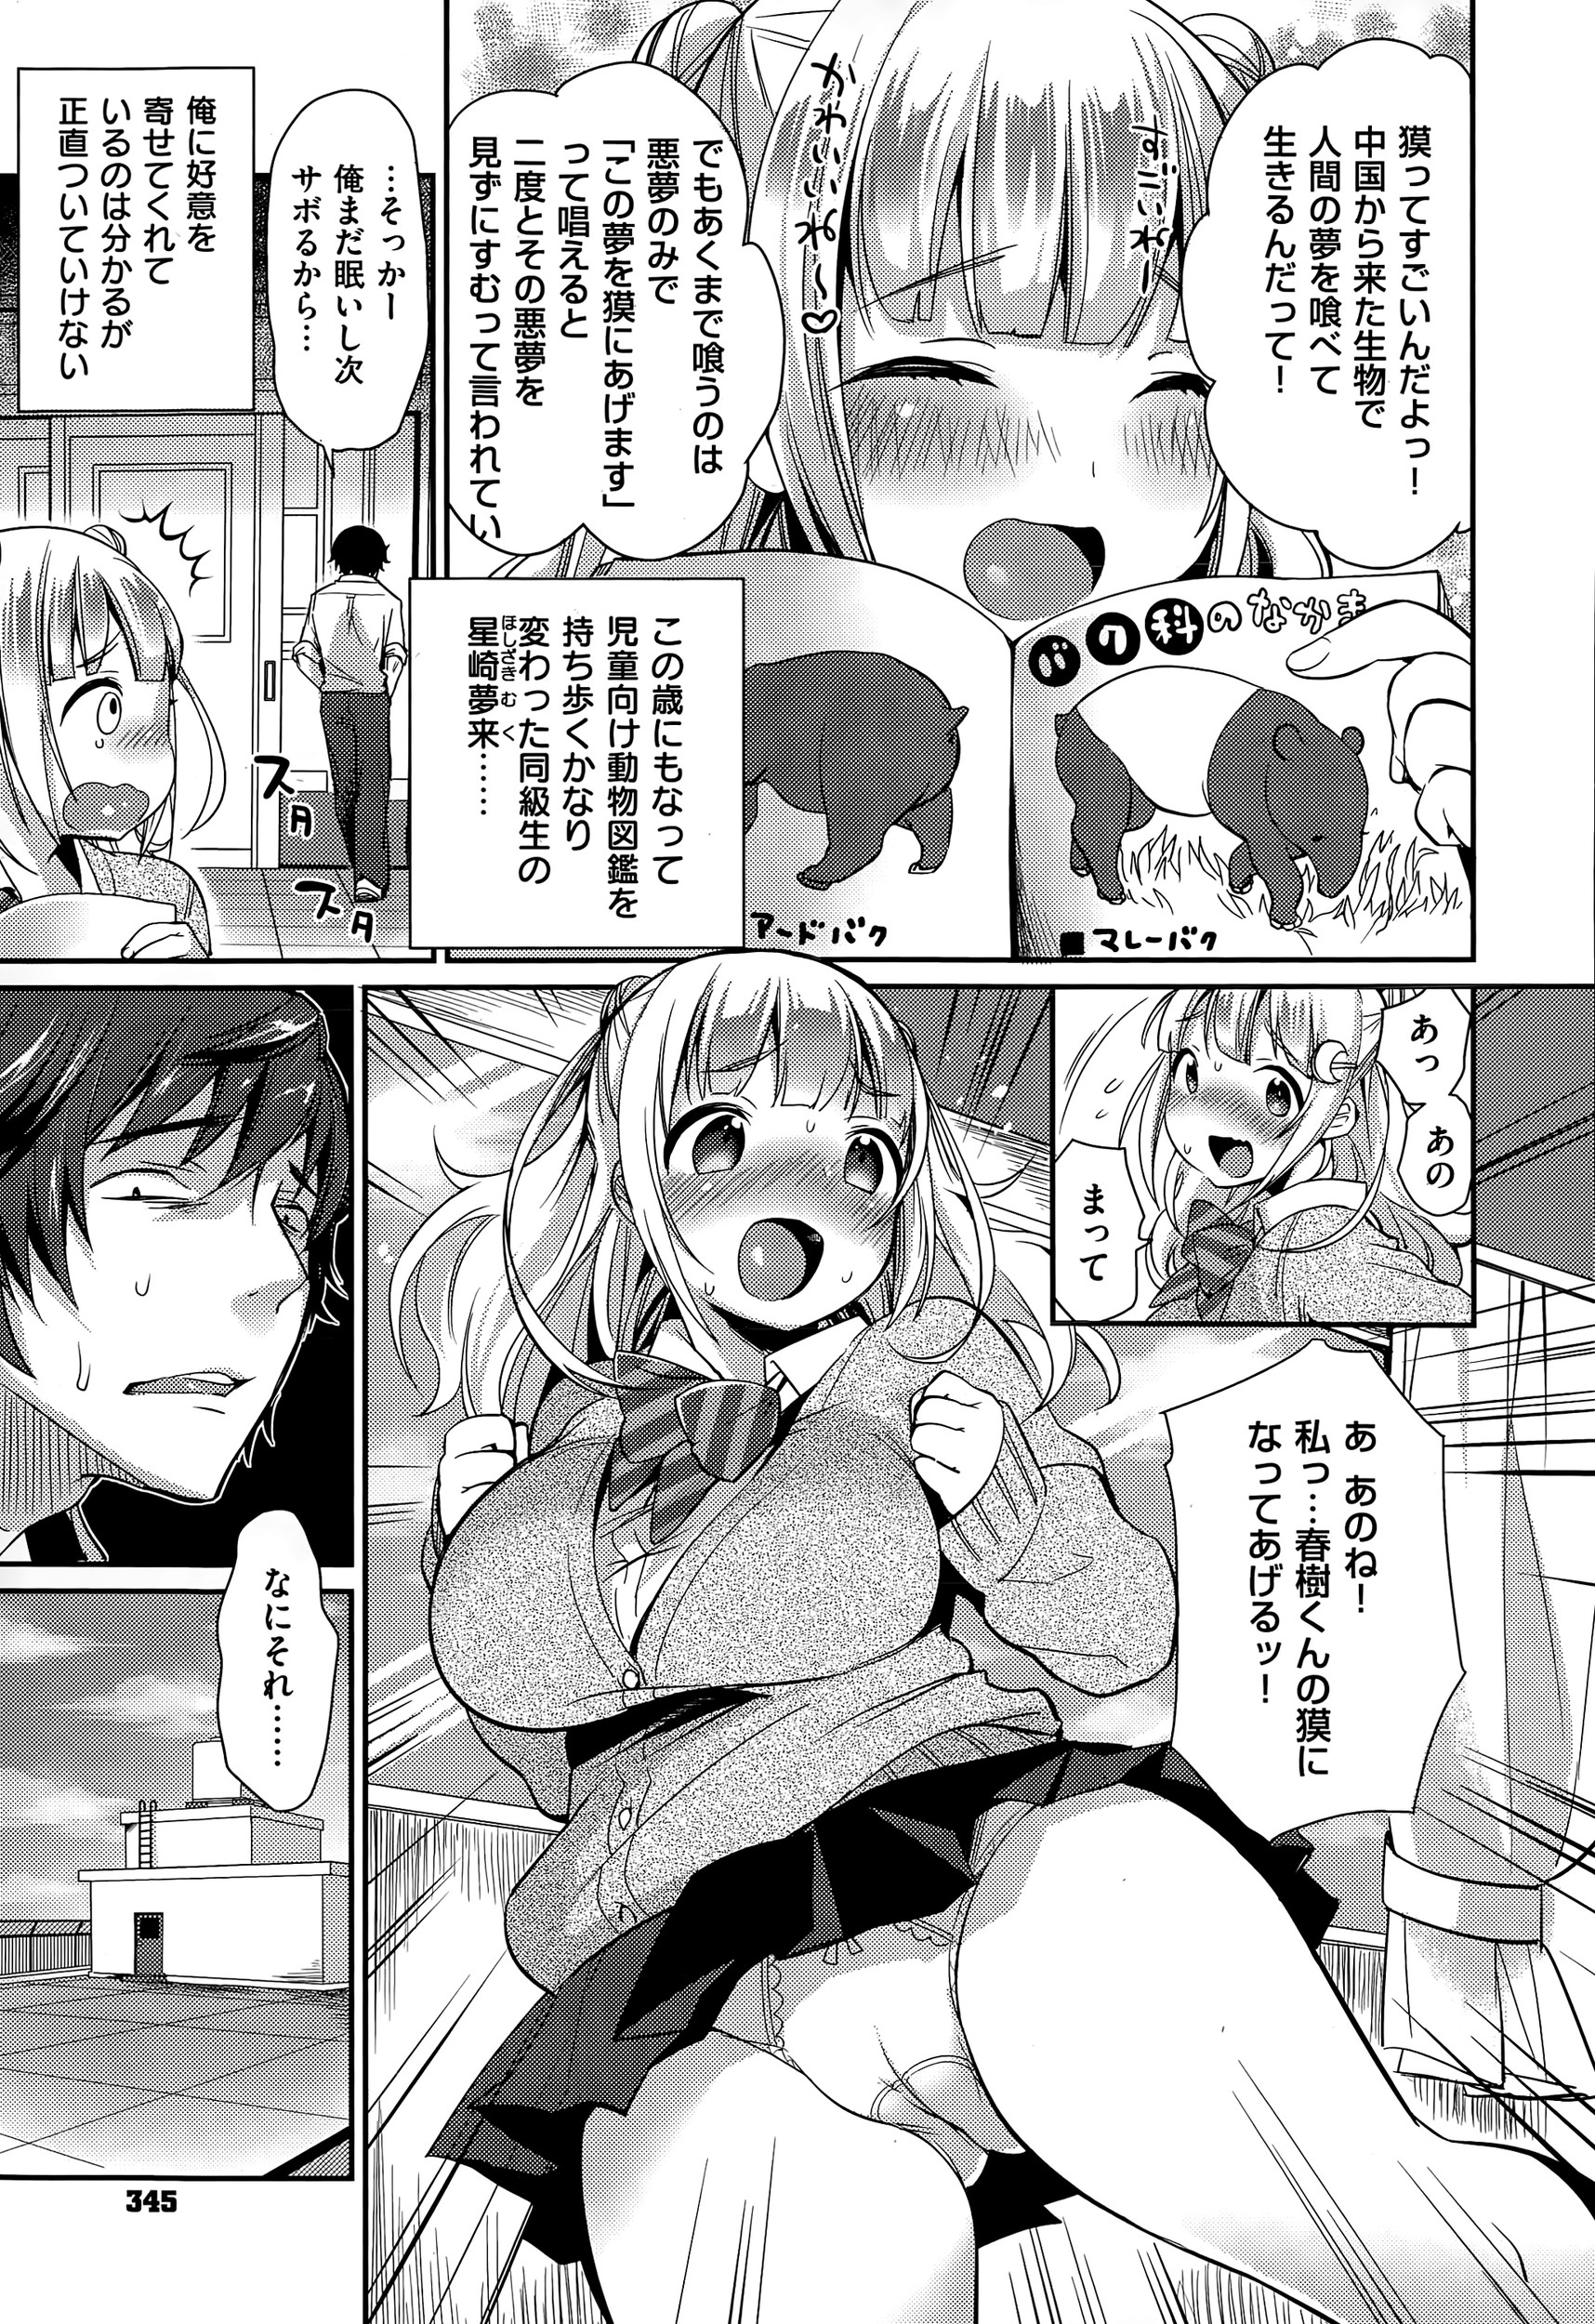 獏ってすごいんだよっ！
中国から来た生物で
人間の夢を喰べて
生きるんだって！
すごいねー
かわいいね〜♡
でもあくまで喰うのは
悪夢のみで
「この夢を獏にあげます」
って唱えると
二度とその悪夢を
見ずにすむって言われてい
バク科のなかま
マレーバク
アードバク
この歳にもなって
児童向け動物図鑑を
持ち歩くかなり
変わった同級生の
星崎夢来……
ほしざきむく
…そっかー
俺まだ眠いし次
サボるから…
俺に好意を
寄せてくれて
いるのは分かるが
正直ついていけない
スタ
スタ
あっ
あの
まって
あ あのね！
私っ…春樹くんの獏に
なってあげるッ！
なにそれ……
345